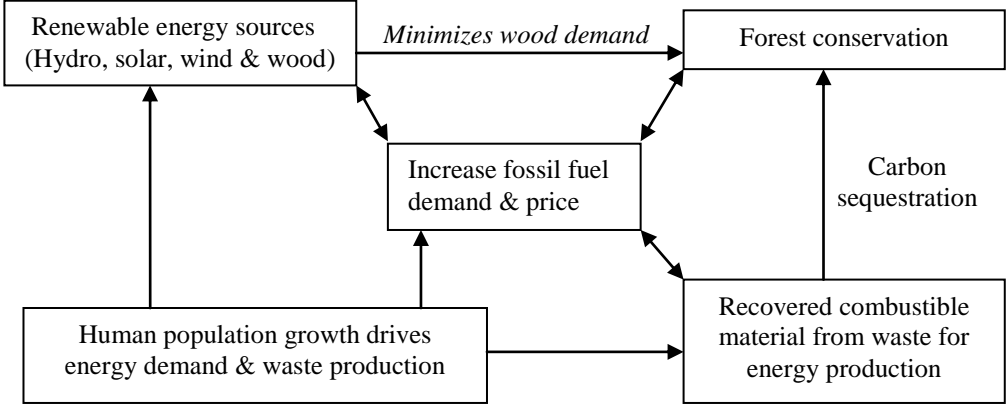 Renewable energy sources
(Hydro, solar, wind & wood)
Minimizes wood demand
Forest conservation
Increase fossil fuel
demand & price
Carbon
sequestration
Human population growth drives
energy demand & waste production
Recovered combustible
material from waste for
energy production